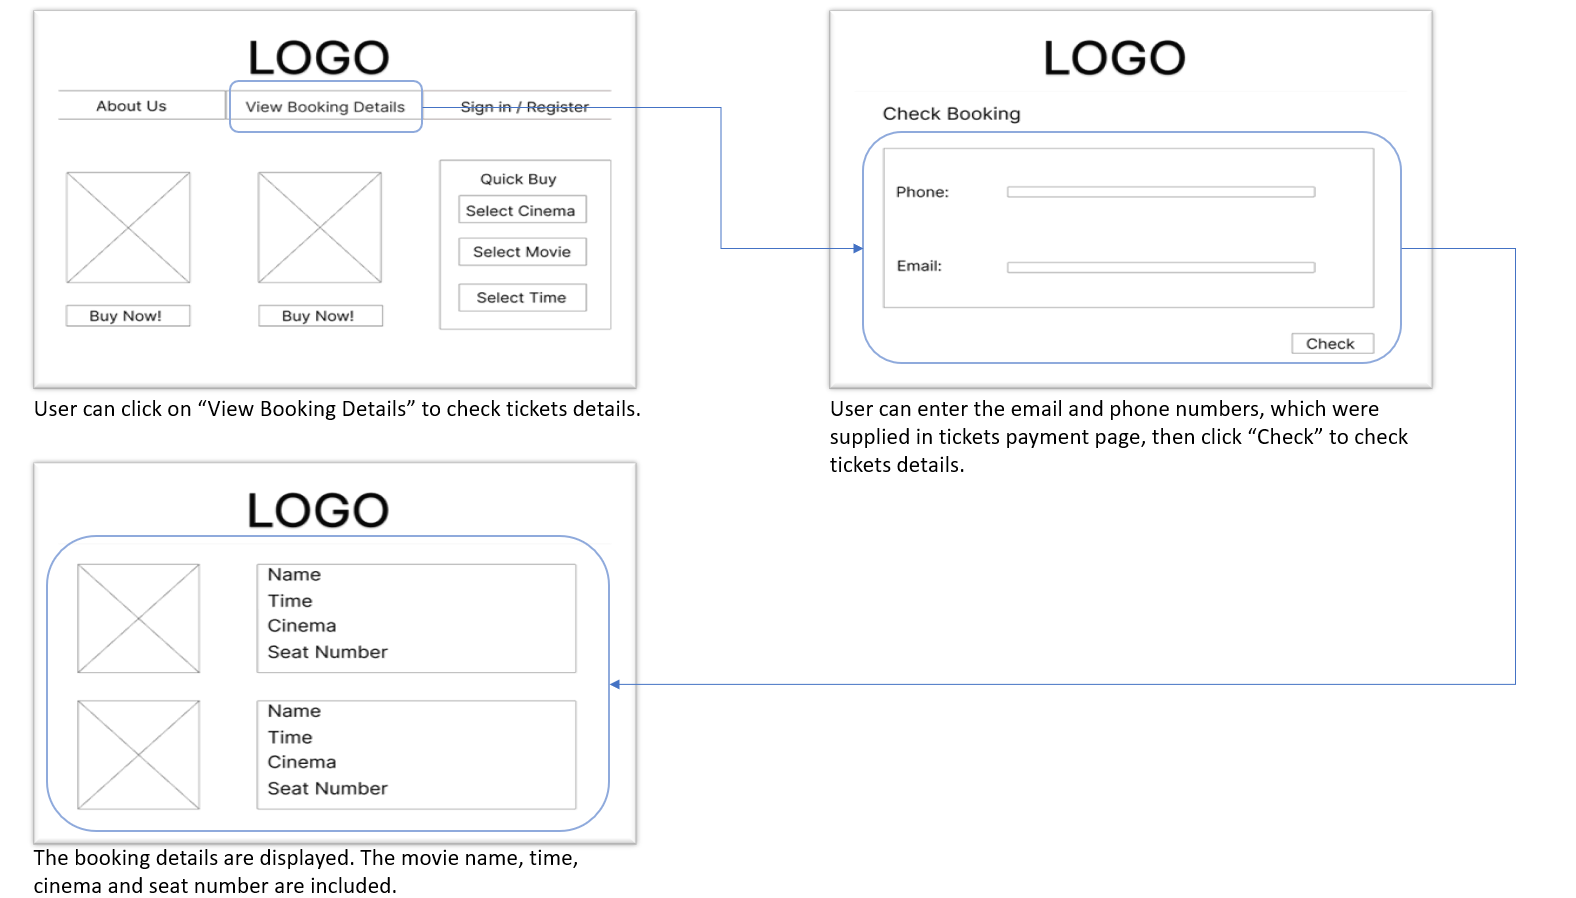 LOGO
About Us
View Booking Details
Sign in / Register
Quick Buy
Select Cinema
Select Movie
Select Time
Buy Now!
Buy Now!
User can click on “View Booking Details” to check tickets details.
LOGO
Check Booking
Phone:
Email:
Check
User can enter the email and phone numbers, which were
supplied in tickets payment page, then click “Check” to check
tickets details.
LOGO
Name
Time
Cinema
Seat Number
Name
Time
Cinema
Seat Number
The booking details are displayed. The movie name, time,
cinema and seat number are included.